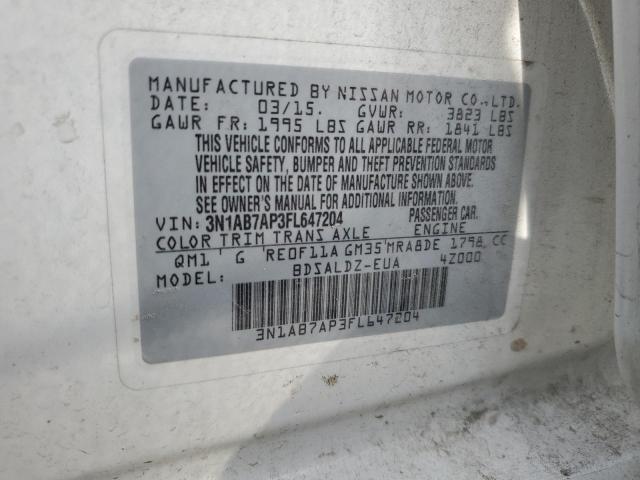 MANUFACTURED BY NISSAN MOTOR CO.,LTD.
DATE: 03/15. GVWR: 3823 LBS
GAWR FR: 1995 LBS GAWR RR: 1841 LBS
THIS VEHICLE CONFORMS TO ALL APPLICABLE FEDERAL MOTOR
VEHICLE SAFETY, BUMPER AND THEFT PREVENTION STANDARDS
IN EFFECT ON THE DATE OF MANUFACTURE SHOWN ABOVE.
SEE OWNER'S MANUAL FOR ADDITIONAL INFORMATION.
VIN: 3N1AB7AP3FL647204 PASSENGER CAR.
COLOR TRIM TRANS AXLE ENGINE
QM1 ' G 'RE0F11A GM35'MRA8DE 1798 CC
MODEL: BDSALDZ-EUA 4Z000
3N1AB7AP3FL647204